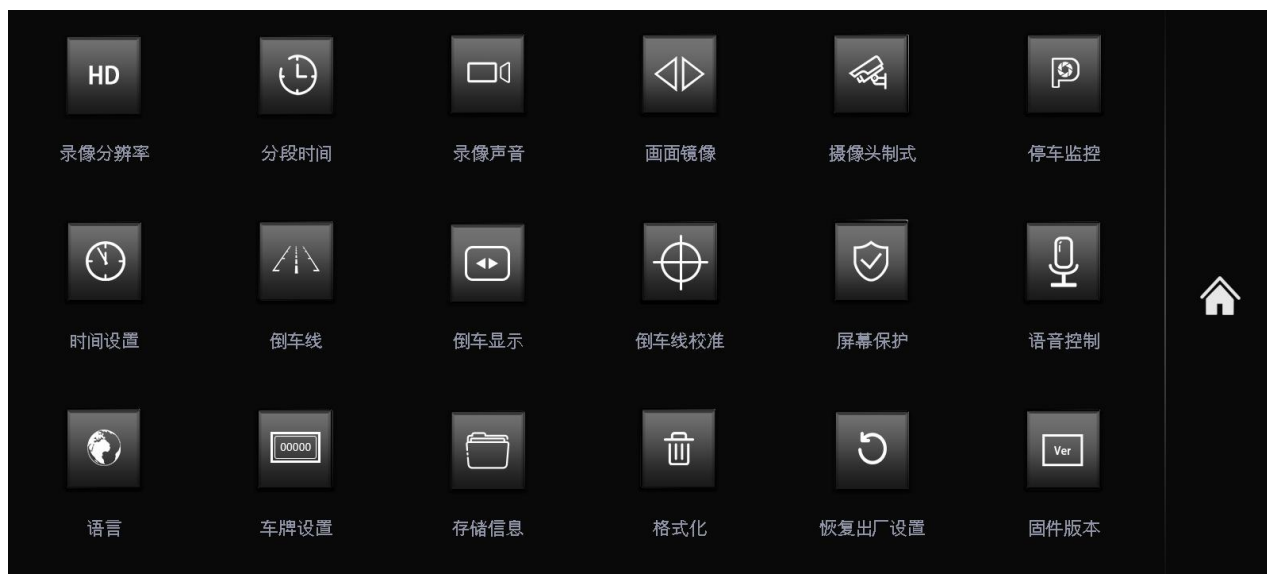 HD
录像分辨率 分段时间 录像声音 画面镜像 摄像头制式 停车监控
时间设置 倒车线 倒车显示 倒车线校准 屏幕保护 语音控制
00000 Ver
语言 车牌设置 存储信息 格式化 恢复出厂设置 固件版本